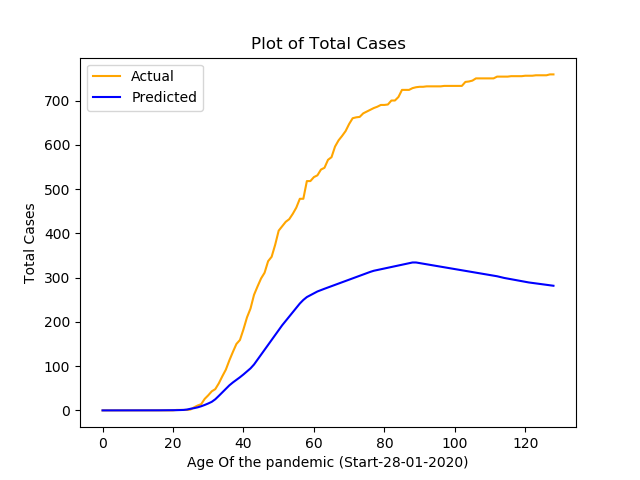 Plot of Total Cases
Actual
Predicted
Total Cases
700
600
500
400
300
200
100
0
0 20 40 60 80 100 120
Age Of the pandemic (Start-28-01-2020)